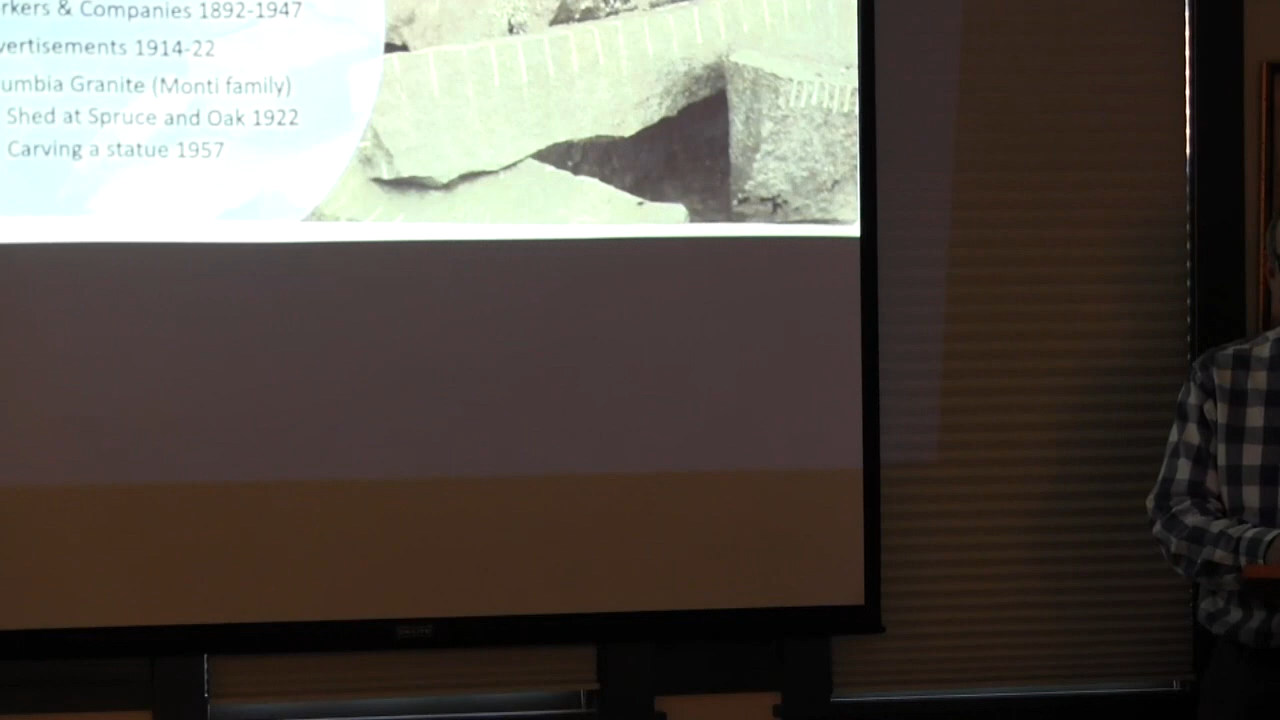 rkers & Companies 1892-1947
vertisements 1914-22
umbia Granite (Monti family)
Shed at Spruce and Oak 1922
Carving a statue 1957